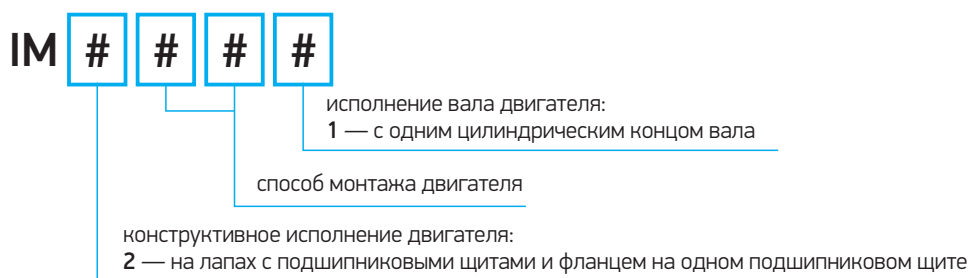 IM # # # #
исполнение вала двигателя:
1 — с одним цилиндрическим концом вала
способ монтажа двигателя
конструктивное исполнение двигателя:
2 — на лапах с подшипниковыми щитами и фланцем на одном подшипниковом щите